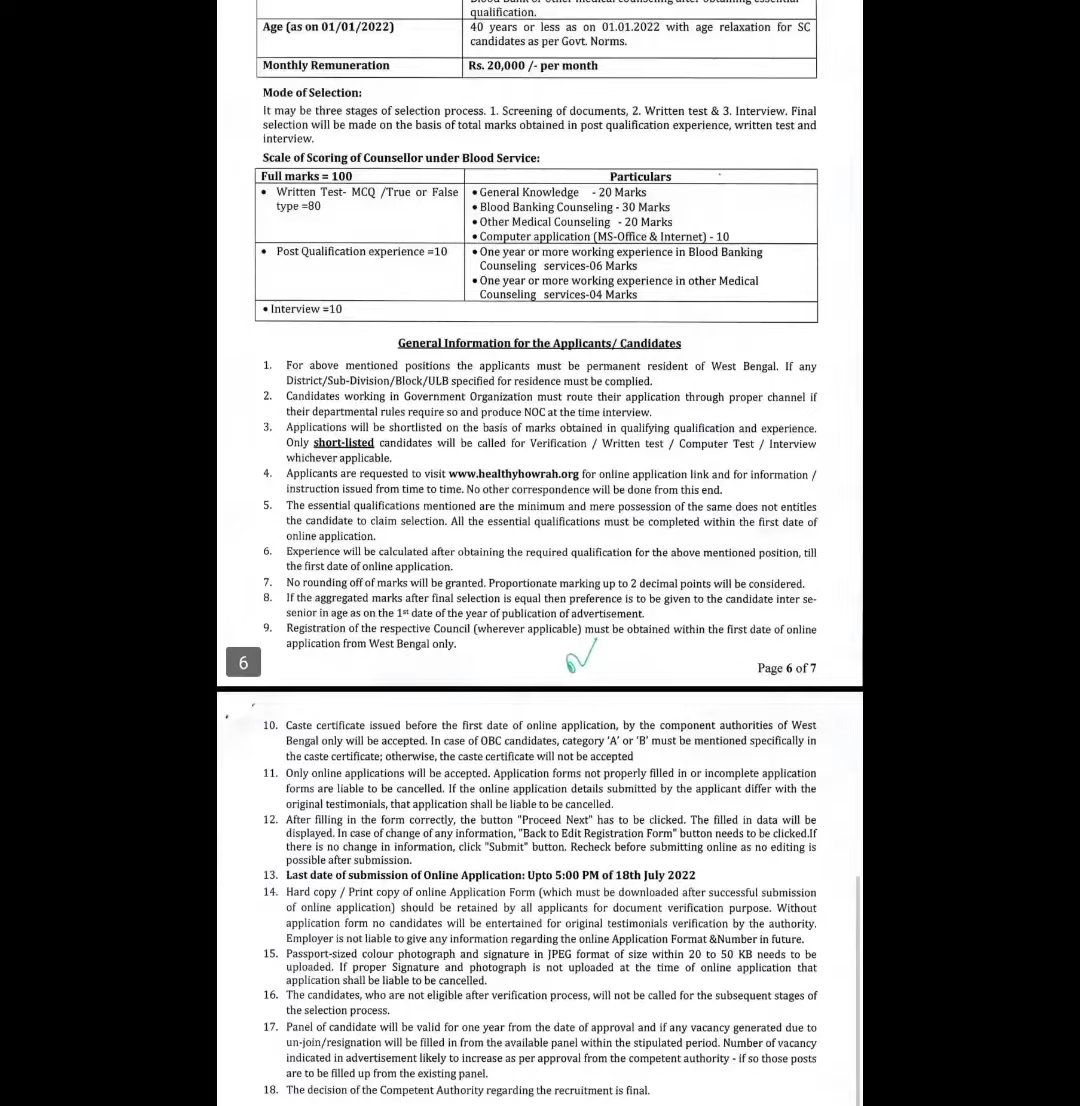 qualification.
Age (as on 01/01/2022)
40 years or less as on 01.01.2022 with age relaxation for SC
candidates as per Govt. Norms.
Monthly Remuneration
Rs. 20,000 /- per month
Mode of Selection:
It may be three stages of selection process. 1. Screening of documents, 2. Written test & 3. Interview. Final
selection will be made on the basis of total marks obtained in post qualification experience, written test and
interview.
Scale of Scoring of Counsellor under Blood Service:
Full marks = 100
Particulars
• Written Test- MCQ /True or False
type =80
• General Knowledge - 20 Marks
• Blood Banking Counseling - 30 Marks
• Other Medical Counseling - 20 Marks
• Computer application (MS-Office & Internet) - 10
• Post Qualification experience =10
• One year or more working experience in Blood Banking
Counseling services-06 Marks
• One year or more working experience in other Medical
Counseling services-04 Marks
• Interview =10
General Information for the Applicants/ Candidates
1. For above mentioned positions the applicants must be permanent resident of West Bengal. If any
District/Sub-Division/Block/ULB specified for residence must be complied.
2. Candidates working in Government Organization must route their application through proper channel if
their departmental rules require so and produce NOC at the time interview.
3. Applications will be shortlisted on the basis of marks obtained in qualifying qualification and experience.
Only short-listed candidates will be called for Verification / Written test / Computer Test / Interview
whichever applicable.
4. Applicants are requested to visit www.healthyhowrah.org for online application link and for information /
instruction issued from time to time. No other correspondence will be done from this end.
5. The essential qualifications mentioned are the minimum and mere possession of the same does not entitles
the candidate to claim selection. All the essential qualifications must be completed within the first date of
online application.
6. Experience will be calculated after obtaining the required qualification for the above mentioned position, till
the first date of online application.
7. No rounding off of marks will be granted. Proportionate marking up to 2 decimal points will be considered.
8. If the aggregated marks after final selection is equal then preference is to be given to the candidate inter se-
senior in age as on the 1st date of the year of publication of advertisement.
9. Registration of the respective Council (wherever applicable) must be obtained within the first date of online
application from West Bengal only.
6
Page 6 of 7
10. Caste certificate issued before the first date of online application, by the component authorities of West
Bengal only will be accepted. In case of OBC candidates, category 'A' or 'B' must be mentioned specifically in
the caste certificate; otherwise, the caste certificate will not be accepted
11. Only online applications will be accepted. Application forms not properly filled in or incomplete application
forms are liable to be cancelled. If the online application details submitted by the applicant differ with the
original testimonials, that application shall be liable to be cancelled.
12. After filling in the form correctly, the button "Proceed Next" has to be clicked. The filled in data will be
displayed. In case of change of any information, "Back to Edit Registration Form" button needs to be clicked.If
there is no change in information, click "Submit" button. Recheck before submitting online as no editing is
possible after submission.
13. Last date of submission of Online Application: Upto 5:00 PM of 18th July 2022
14. Hard copy / Print copy of online Application Form (which must be downloaded after successful submission
of online application) should be retained by all applicants for document verification purpose. Without
application form no candidates will be entertained for original testimonials verification by the authority.
Employer is not liable to give any information regarding the online Application Format &Number in future.
15. Passport-sized colour photograph and signature in JPEG format of size within 20 to 50 KB needs to be
uploaded. If proper Signature and photograph is not uploaded at the time of online application that
application shall be liable to be cancelled.
16. The candidates, who are not eligible after verification process, will not be called for the subsequent stages of
the selection process.
17. Panel of candidate will be valid for one year from the date of approval and if any vacancy generated due to
un-join/resignation will be filled in from the available panel within the stipulated period. Number of vacancy
indicated in advertisement likely to increase as per approval from the competent authority - if so those posts
are to be filled up from the existing panel.
18. The decision of the Competent Authority regarding the recruitment is final.